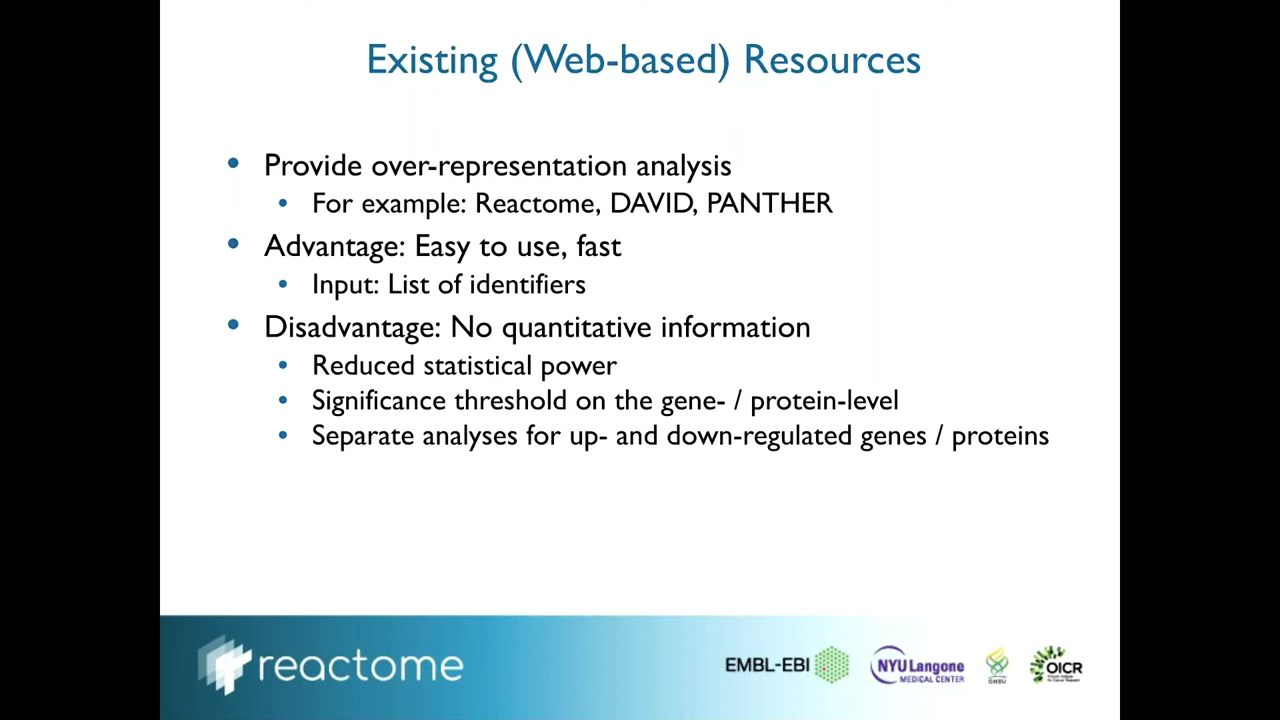 Existing (Web-based) Resources
• Provide over-representation analysis
• For example: Reactome, DAVID, PANTHER
• Advantage: Easy to use, fast
• Input: List of identifiers
• Disadvantage: No quantitative information
• Reduced statistical power
• Significance threshold on the gene- / protein-level
• Separate analyses for up- and down-regulated genes / proteins
reactome
EMBL-EBI
NYU Langone
MEDICAL CENTER
OHSU
OICR